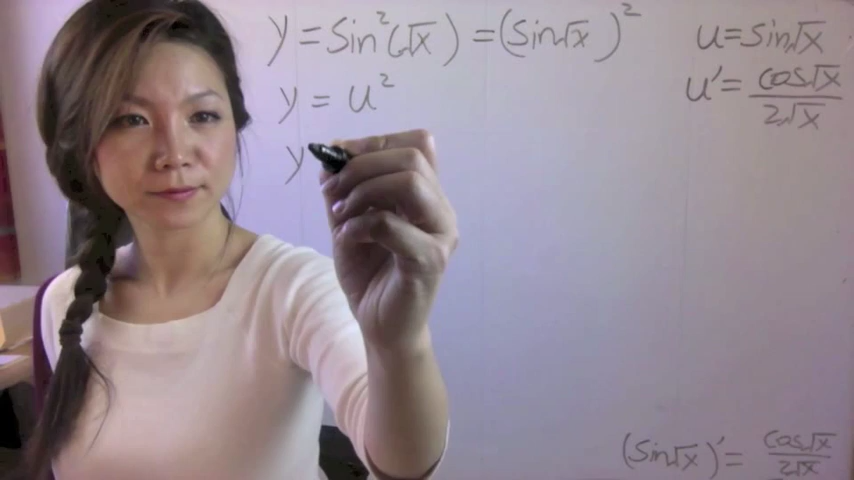 y = Sin²(√x) = (Sin√x)²
u = Sin√x
y = u²
u' = cos√x / 2√x
y
(Sin√x)' = cos√x / 2√x